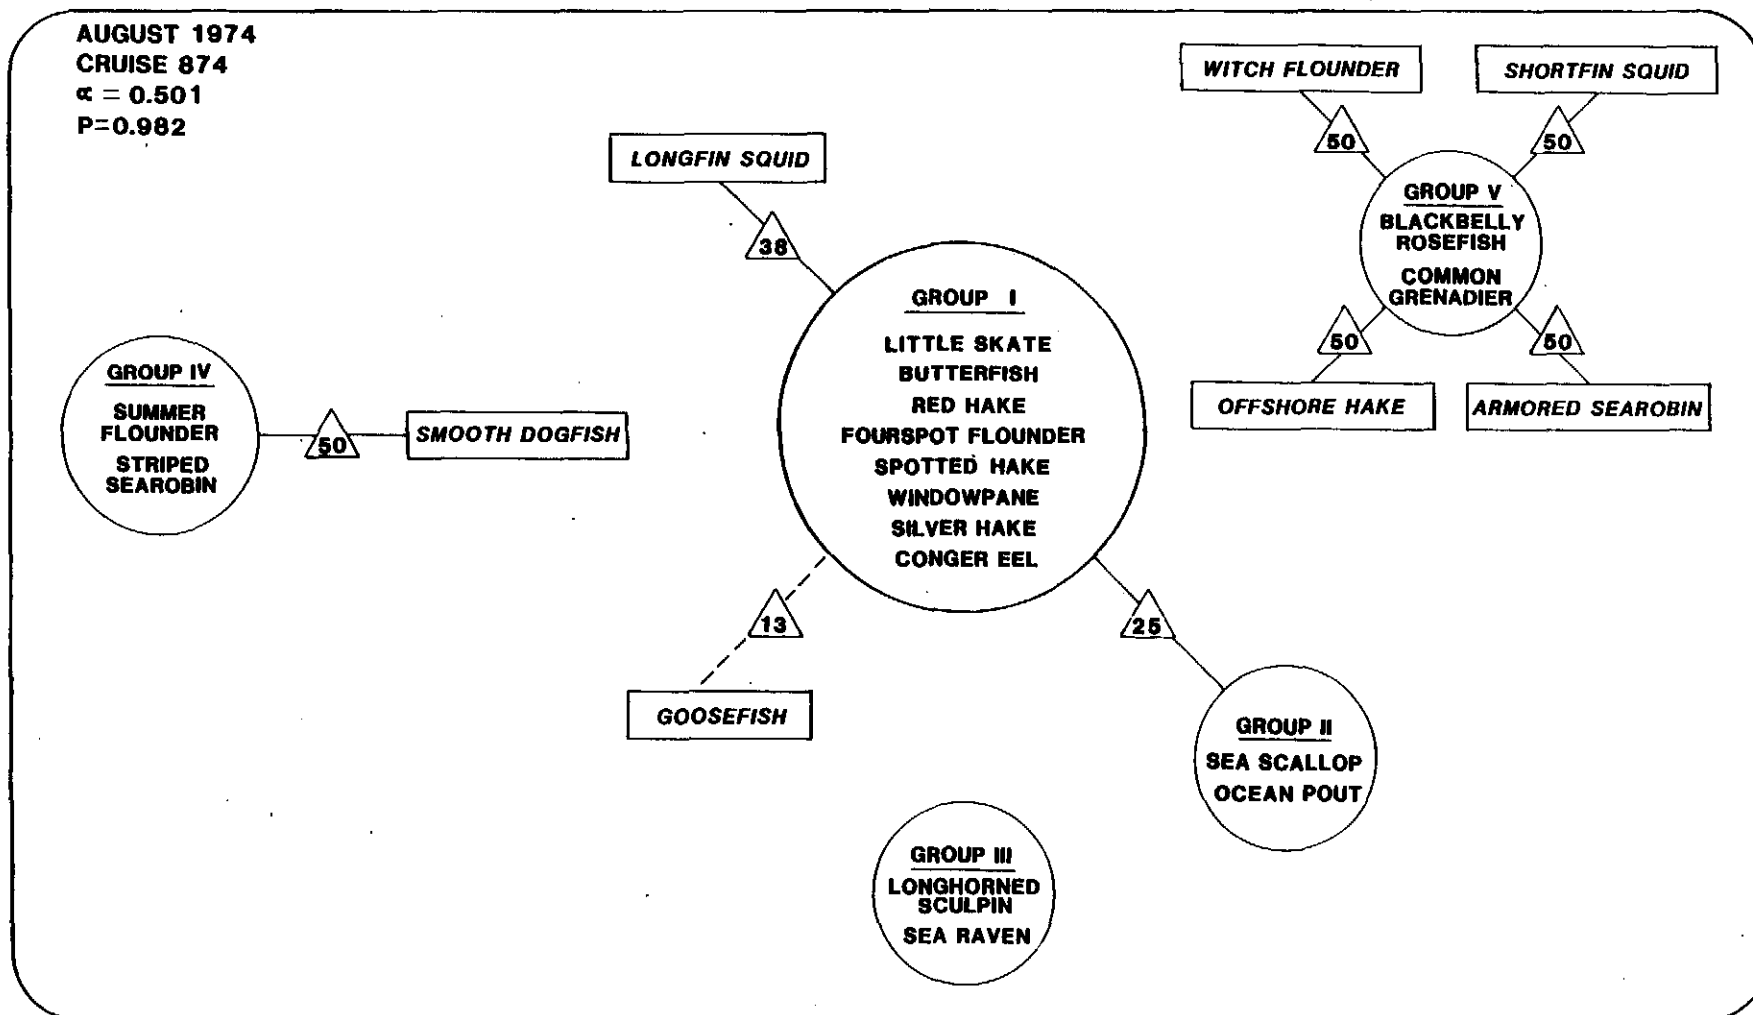 AUGUST 1974
CRUISE 874
∝ = 0.501
P=0.982
WITCH FLOUNDER
SHORTFIN SQUID
50
50
GROUP V
BLACKBELLY
ROSEFISH
COMMON
GRENADIER
50
50
OFFSHORE HAKE
ARMORED SEAROBIN
LONGFIN SQUID
38
GROUP I
LITTLE SKATE
BUTTERFISH
RED HAKE
FOURSPOT FLOUNDER
SPOTTED HAKE
WINDOWPANE
SILVER HAKE
CONGER EEL
GROUP IV
SUMMER
FLOUNDER
STRIPED
SEAROBIN
50
SMOOTH DOGFISH
13
GOOSEFISH
25
GROUP II
SEA SCALLOP
OCEAN POUT
GROUP III
LONGHORNED
SCULPIN
SEA RAVEN